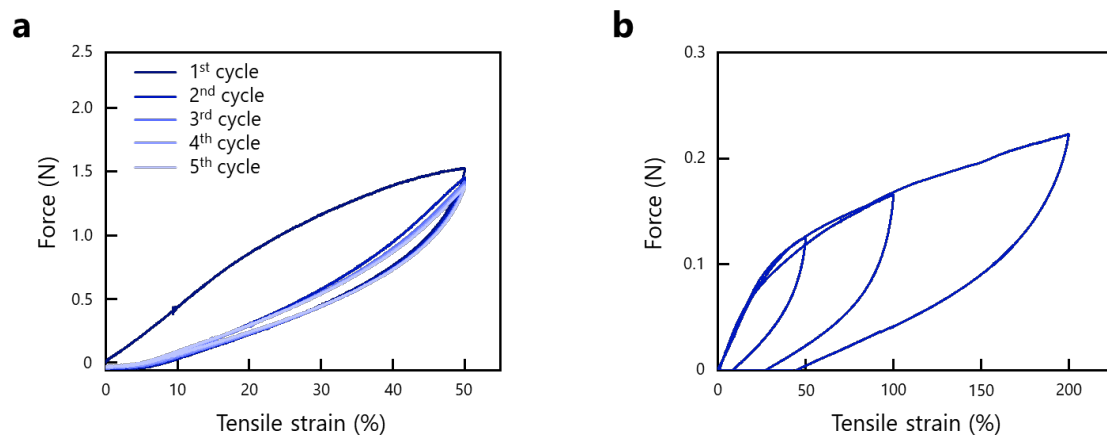 a
Force (N)
2.5
2.0
1.5
1.0
0.5
0
1st cycle
2nd cycle
3rd cycle
4th cycle
5th cycle
0 10 20 30 40 50
Tensile strain (%)
b
Force (N)
0.3
0.2
0.1
0
0 50 100 150 200
Tensile strain (%)